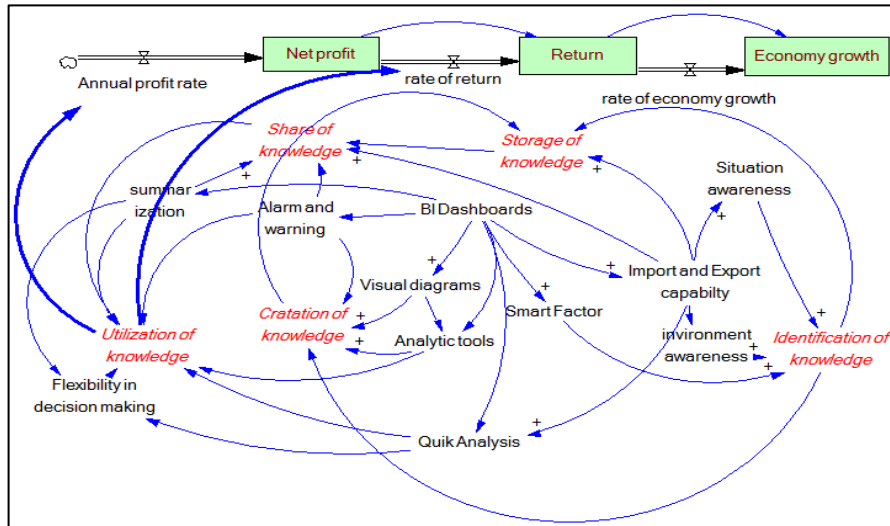 Net profit
Return
Economy growth
Annual profit rate
rate of return
rate of economy growth
Share of
knowledge
+
+
Storage of
knowledge
+
Situation
awareness
+
summar
ization
Alarm and
warning
BI Dashboards
+
Import and Export
capabilty
+
Visual diagrams
+
Smart Factor
+
Cratation of
knowledge
+
+
Analytic tools
+
invironment
awareness
+
+
+
Identification of
knowledge
Utilization of
knowledge
Flexibility in
decision making
+
Quik Analysis